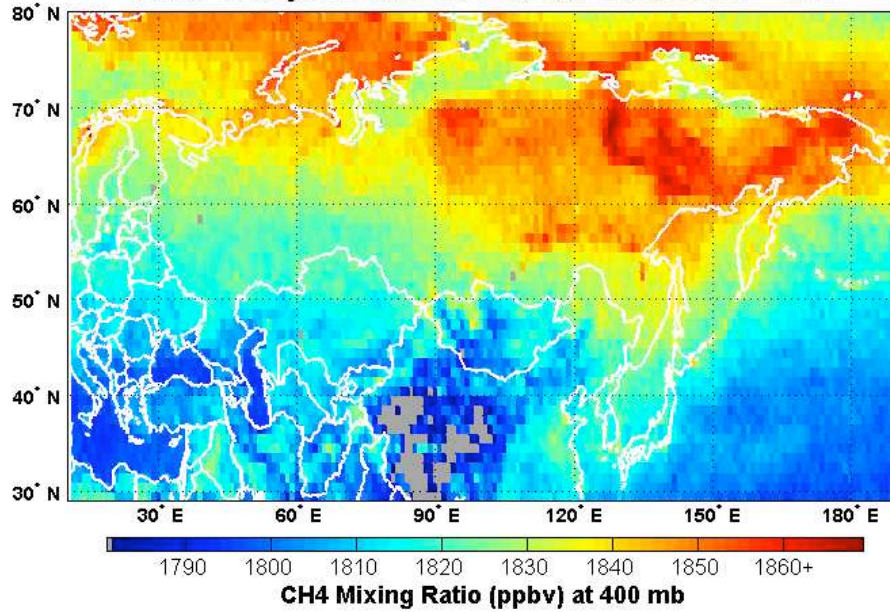 80° N
70° N
60° N
50° N
40° N
30° N
30° E 60° E 90° E 120° E 150° E 180° E
1790 1800 1810 1820 1830 1840 1850 1860+
CH4 Mixing Ratio (ppbv) at 400 mb